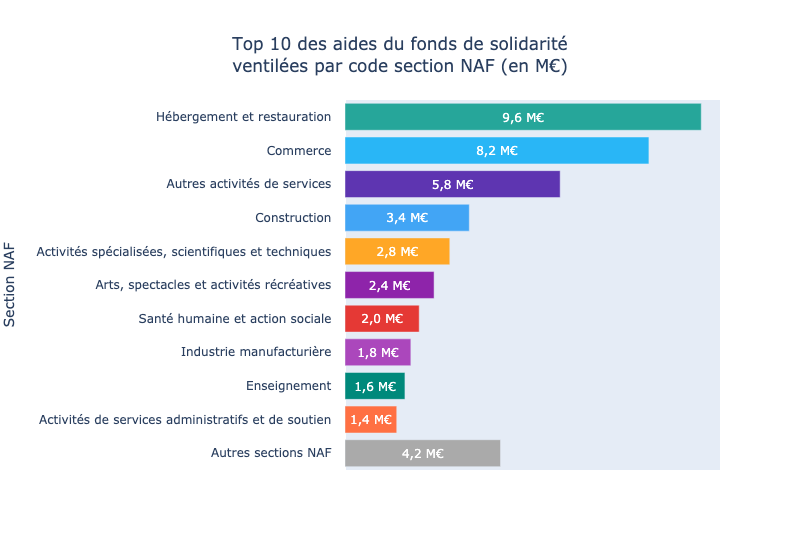 Top 10 des aides du fonds de solidarité
ventilées par code section NAF (en M€)
Section NAF
Hébergement et restauration 9,6 M€
Commerce 8,2 M€
Autres activités de services 5,8 M€
Construction 3,4 M€
Activités spécialisées, scientifiques et techniques 2,8 M€
Arts, spectacles et activités récréatives 2,4 M€
Santé humaine et action sociale 2,0 M€
Industrie manufacturière 1,8 M€
Enseignement 1,6 M€
Activités de services administratifs et de soutien 1,4 M€
Autres sections NAF 4,2 M€